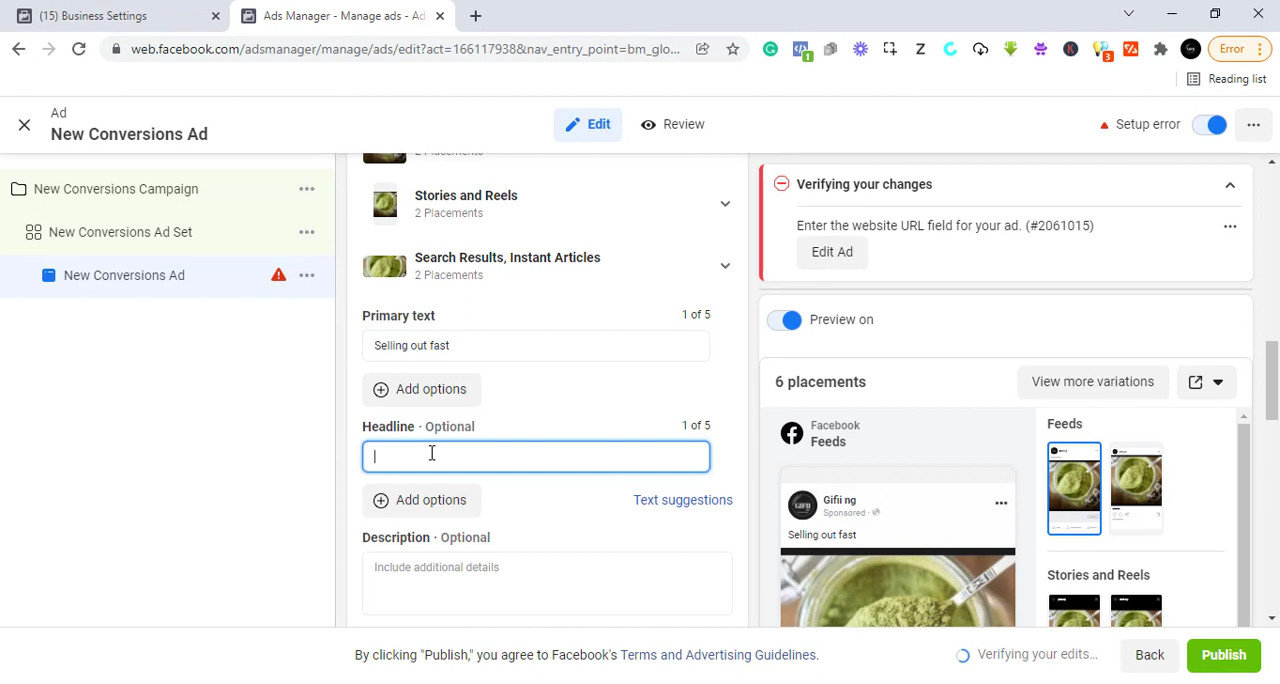 (15) Business Settings
Ads Manager - Manage ads - Ad
web.facebook.com/adsmanager/manage/ads/edit?act=166117938&nav_entry_point=bm_glo...
Error
Reading list
Ad
New Conversions Ad
Edit
Review
Setup error
New Conversions Campaign
New Conversions Ad Set
New Conversions Ad
Stories and Reels
2 Placements
Search Results, Instant Articles
2 Placements
Primary text
1 of 5
Selling out fast
Add options
Headline · Optional
1 of 5
Add options
Text suggestions
Description · Optional
Include additional details
Verifying your changes
Enter the website URL field for your ad. (#2061015)
Edit Ad
Preview on
6 placements
View more variations
Facebook
Feeds
Gifii ng
Sponsored ·
Selling out fast
Feeds
Stories and Reels
By clicking "Publish," you agree to Facebook's Terms and Advertising Guidelines.
Verifying your edits...
Back
Publish